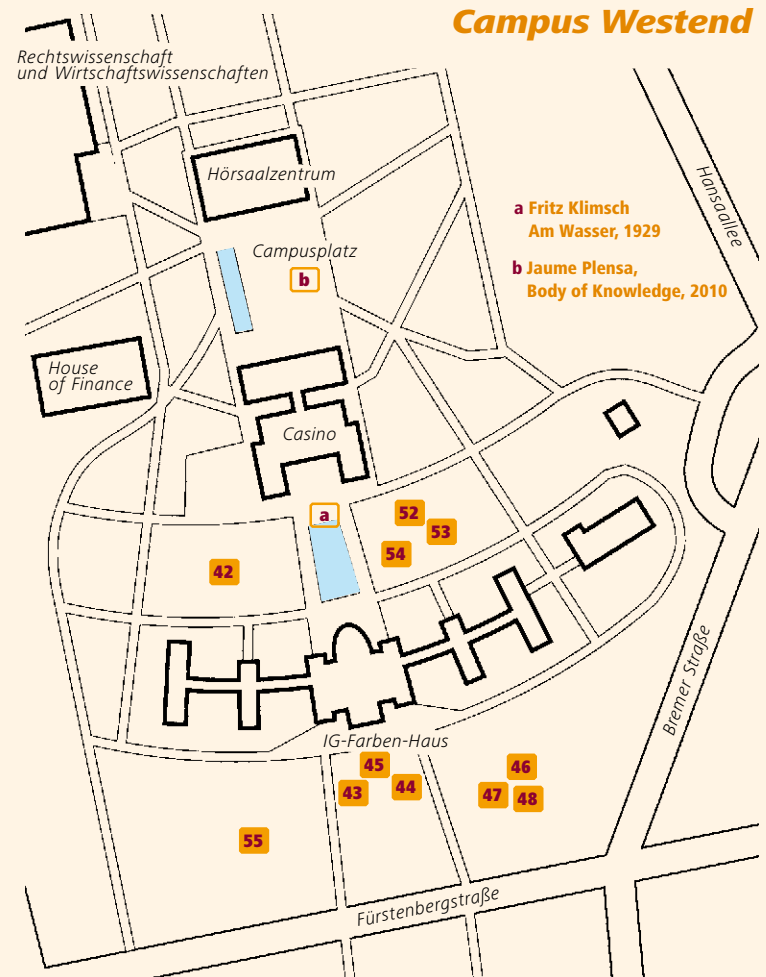 Campus Westend
Rechtswissenschaft
und Wirtschaftswissenschaften
Hörsaalzentrum
Hansaallee
a Fritz Klimsch
Am Wasser, 1929
Campusplatz
b
b Jaume Plensa,
Body of Knowledge, 2010
House
of Finance
Casino
a
52
53
54
42
Bremer Straße
IG-Farben-Haus
45
46
43
44
47
48
55
Fürstenbergstraße